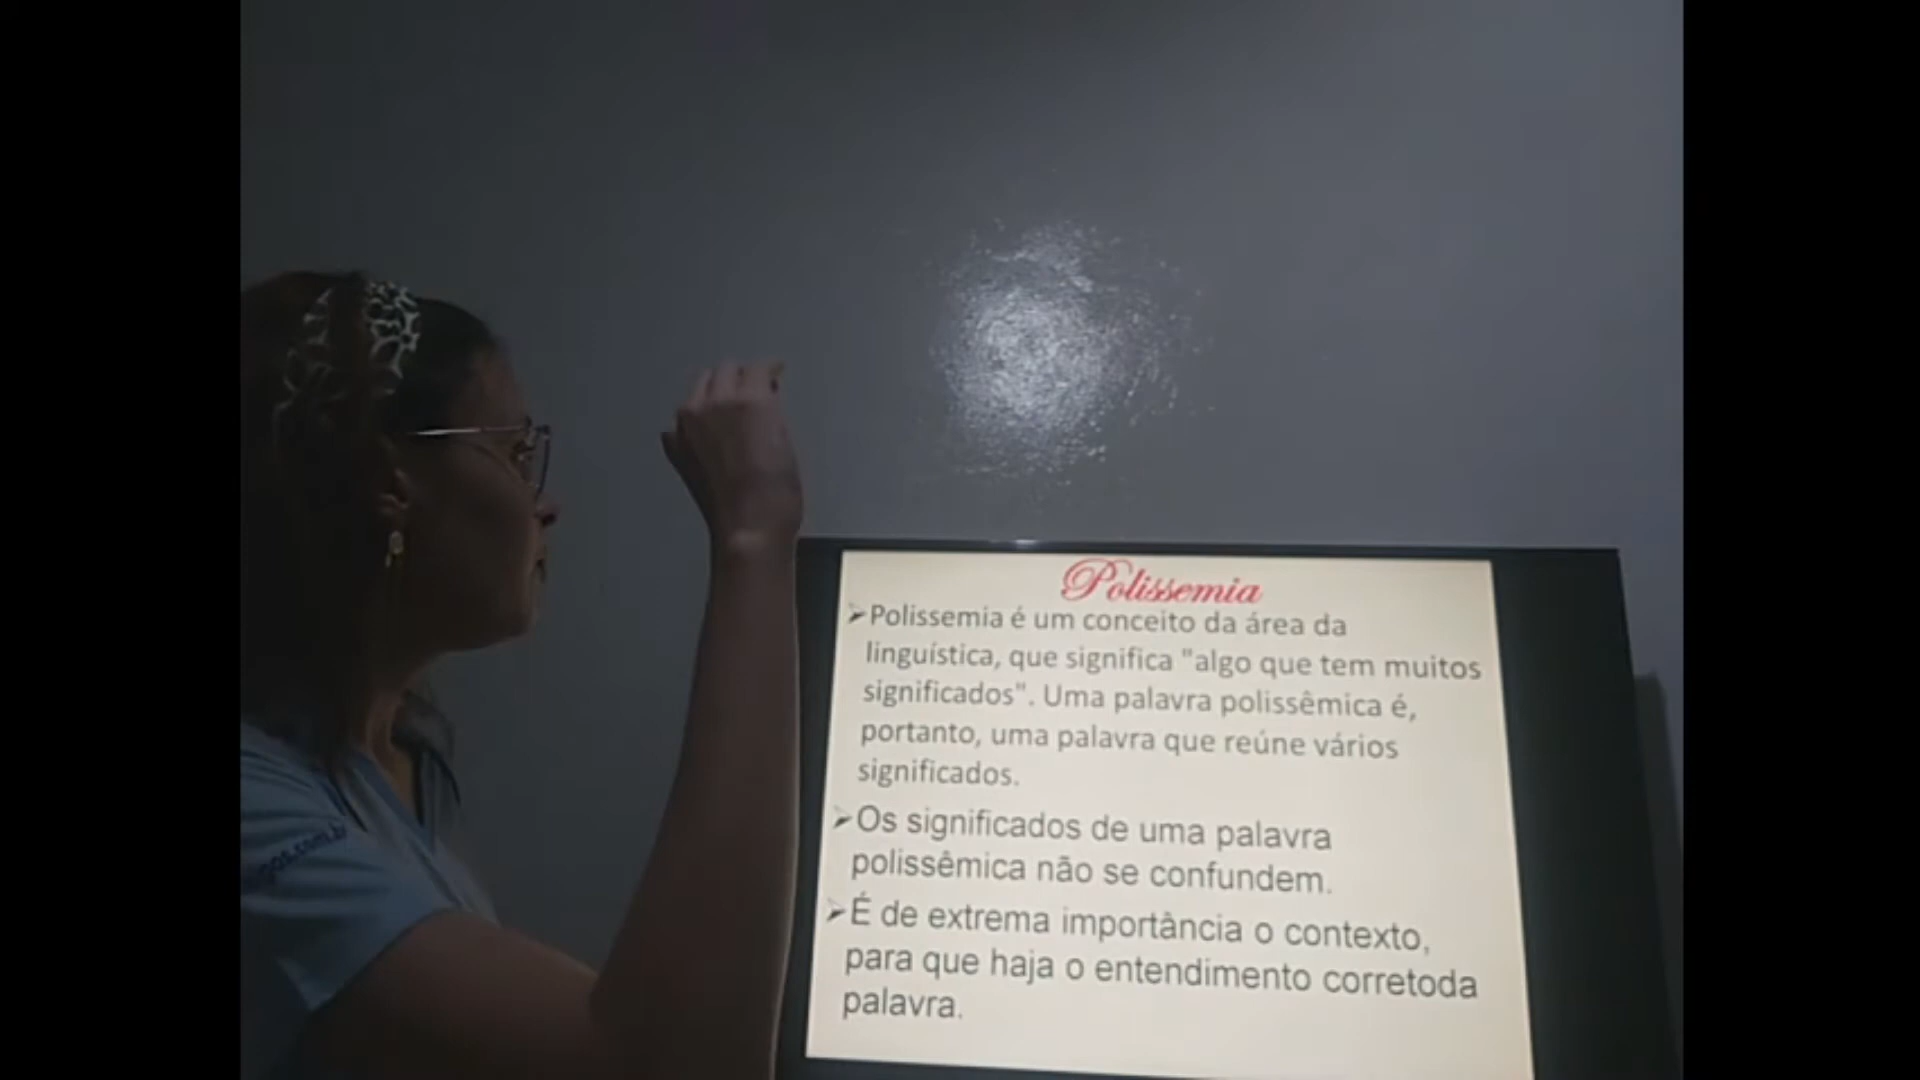 Polissemia
➢Polissemia é um conceito da área da
linguística, que significa "algo que tem muitos
significados". Uma palavra polissêmica é,
portanto, uma palavra que reúne vários
significados.
➢Os significados de uma palavra
polissêmica não se confundem.
➢É de extrema importância o contexto,
para que haja o entendimento corretoda
palavra.